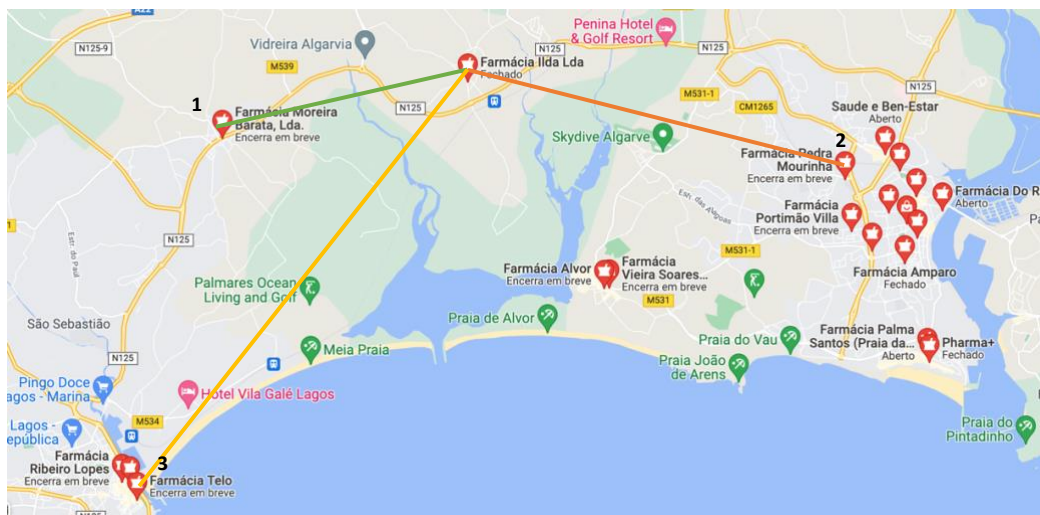 A22
N125-9
Vidreira Algarvia
M539
Penina Hotel
& Golf Resort
N125
N125
Farmácia Ilda Lda
Fechado
1
Farmácia Moreira
Barata, Lda.
Encerra em breve
N125
M531-1
CM1265
Saude e Ben-Estar
Aberto
Skydive Algarve
2
Farmácia Pedra
Mourinha
Encerra em breve
Farmácia Do R
Aberto
Farmácia
Portimão Villa
Encerra em breve
Estr. do Paul
N125
M531-1
Farmácia Alvor
Encerra em breve
Farmácia
Vieira Soares...
Encerra em breve
M531
Farmácia Amparo
Fechado
Palmares Ocean
Living and Golf
São Sebastião
Praia de Alvor
Meia Praia
N125
Praia do Vau
Praia João
de Arens
Farmácia Palma
Santos (Praia da...
Aberto
Pharma+
Fechado
Pingo Doce
agos - Marina
Hotel Vila Galé Lagos
M534
Lagos -
epública
Praia do
Pintadinho
Farmácia
Ribeiro Lopes
Encerra em breve
3
Farmácia Telo
Encerra em breve
N125